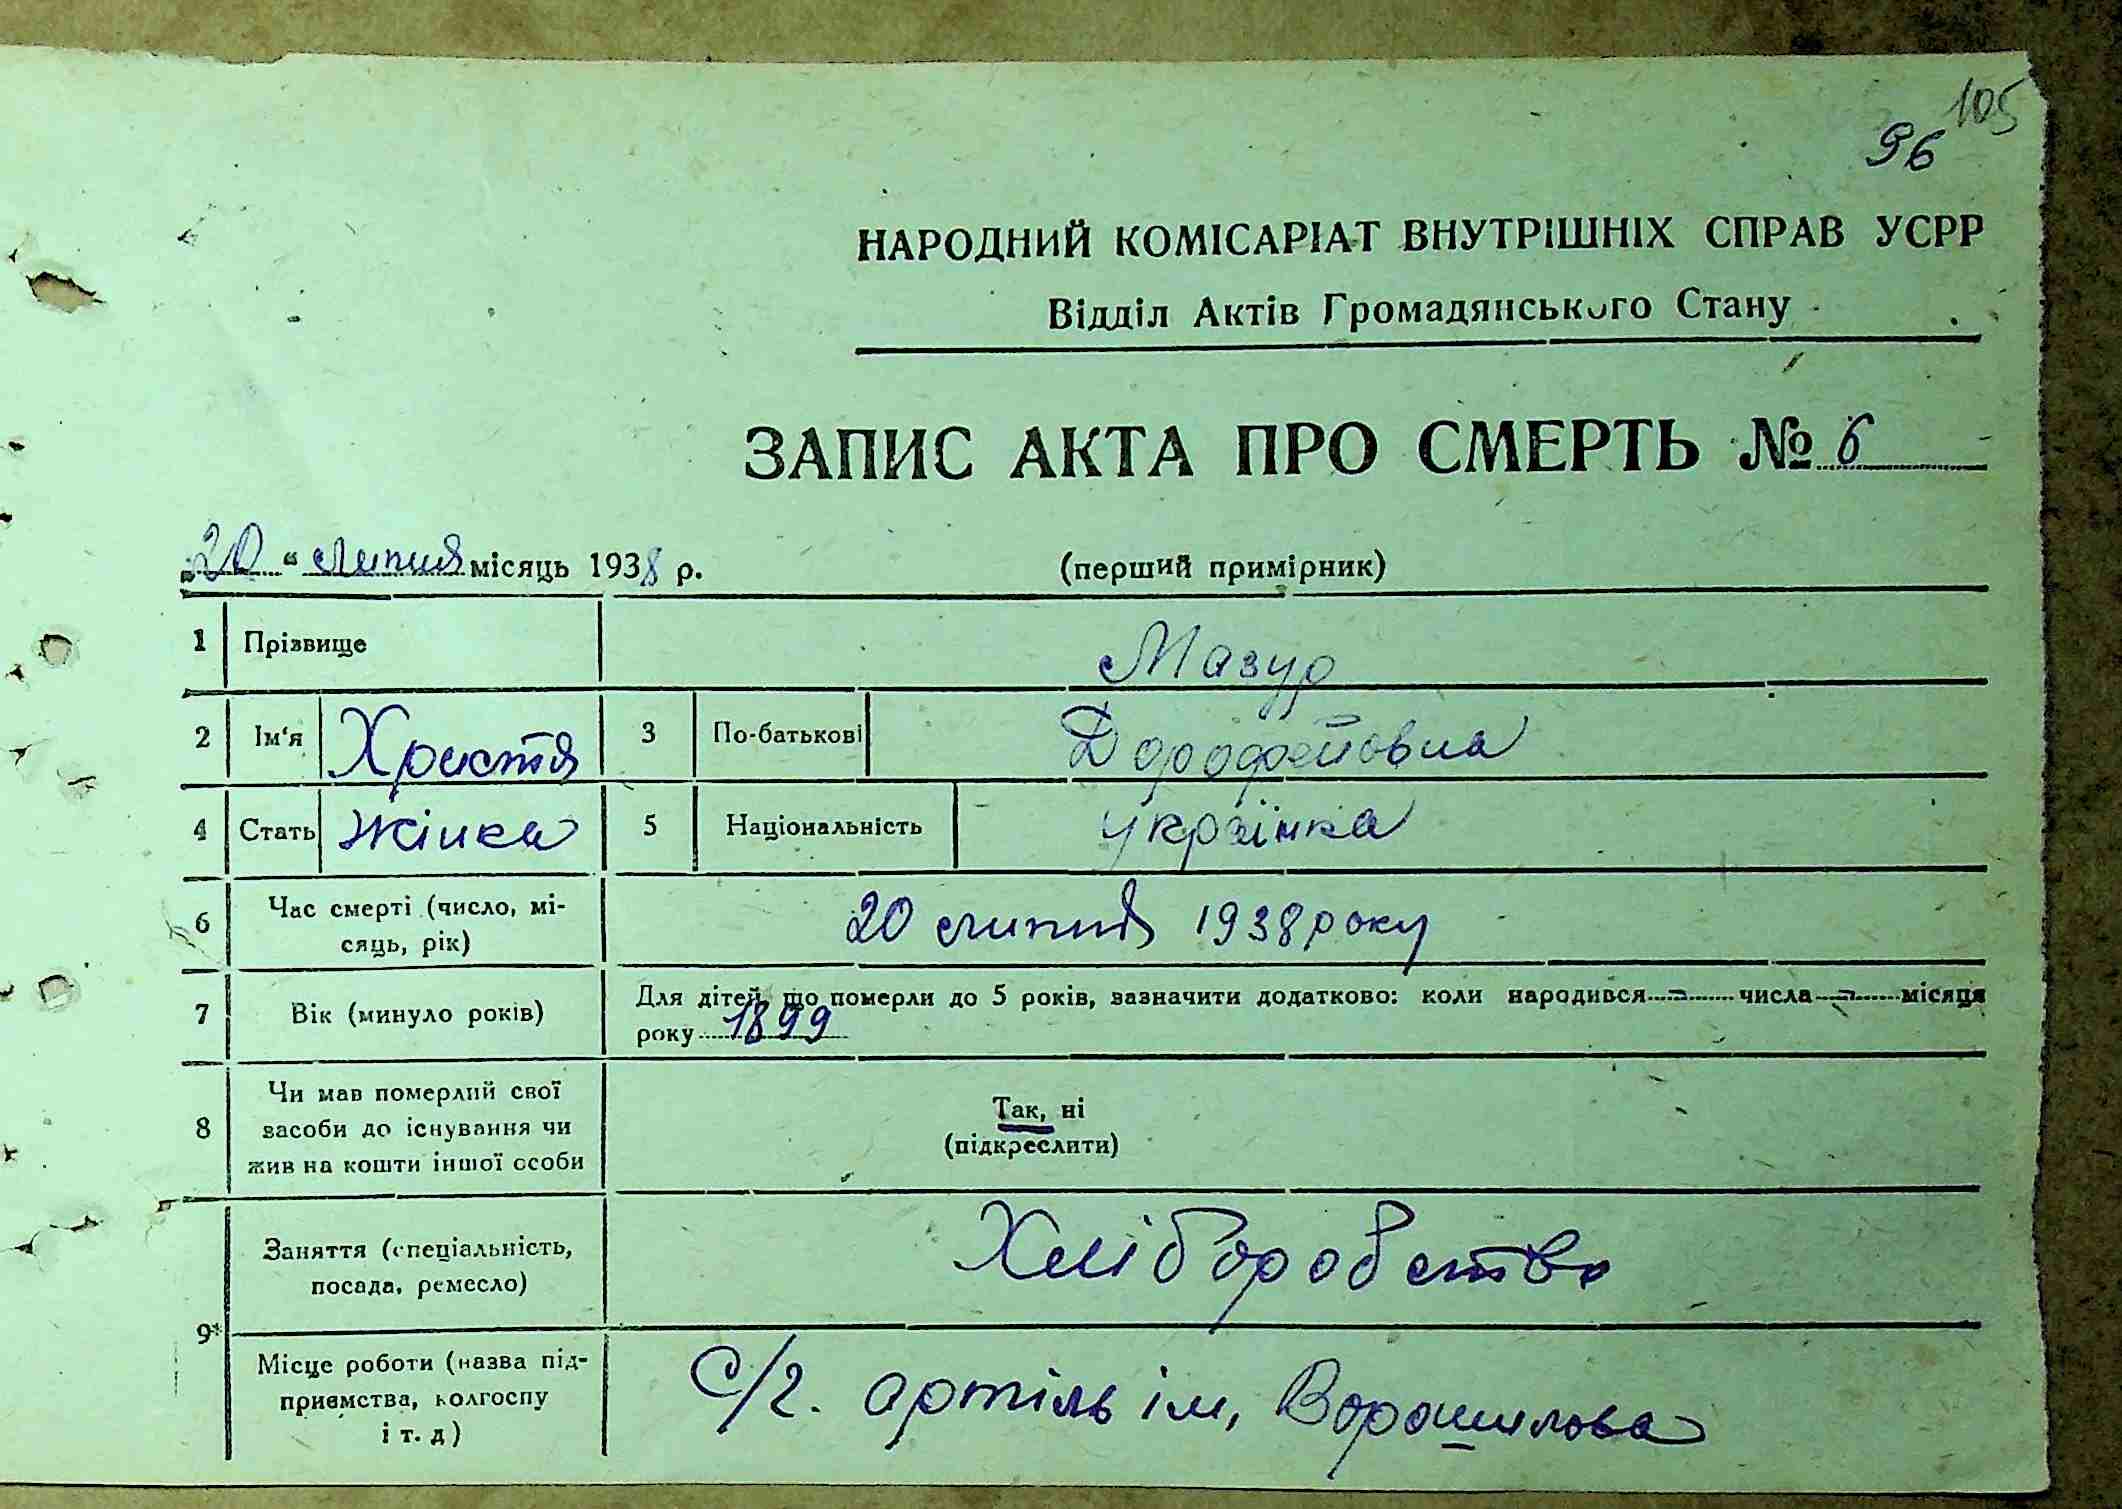 105
96
НАРОДНИЙ КОМІСАРІАТ ВНУТРІШНІХ СПРАВ УСРР
Відділ Актів Громадянського Стану
ЗАПИС АКТА ПРО СМЕРТЬ № 6
„20“ липня місяць 1938 р. (перший примірник)
1 Прізвище Мазур
2 Ім'я Христя 3 По-батькові Дорофейовна
4 Стать жінка 5 Національність українка
6 Час смерті (число, мі-
сяць, рік) 20 липня 1938 року
7 Вік (минуло років) Для дітей, що померли до 5 років, зазначити додатково: коли народився – числа – місяця
року 1899
8 Чи мав померлий свої
засоби до існування чи
жив на кошти іншої особи
Так, ні
(підкреслити)
9* Заняття (спеціальність,
посада, ремесло) Хліборобство
Місце роботи (назва під-
приємства, колгоспу
і т. д) С/г. артіль ім, Ворошилова